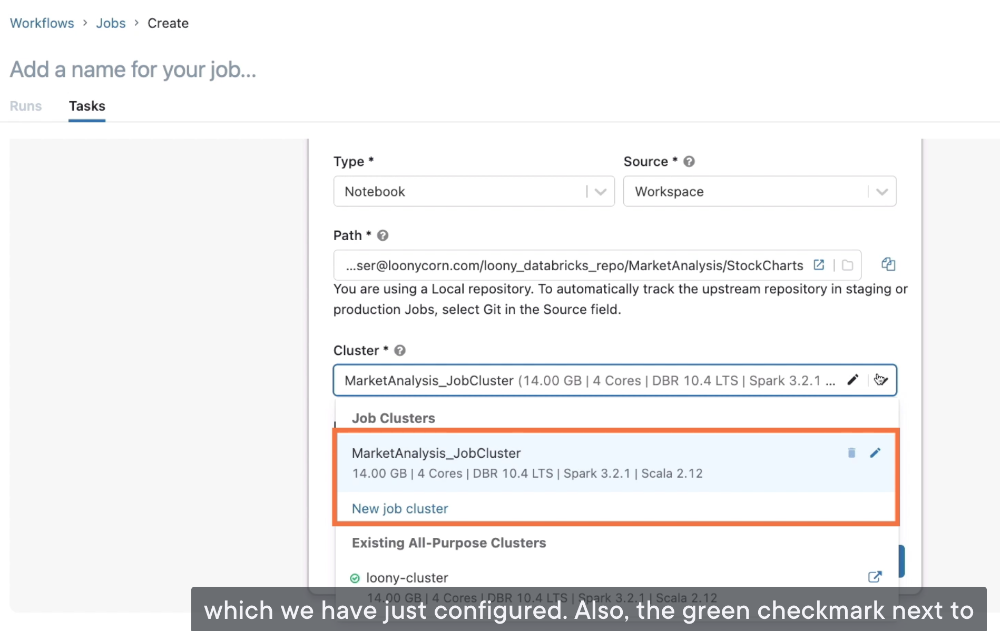 Workflows > Jobs > Create
Add a name for your job...
Runs Tasks
Type * Source *
Notebook Workspace
Path *
...ser@loonycorn.com/loony_databricks_repo/MarketAnalysis/StockCharts
You are using a Local repository. To automatically track the upstream repository in staging or
production Jobs, select Git in the Source field.
Cluster *
MarketAnalysis_JobCluster (14.00 GB | 4 Cores | DBR 10.4 LTS | Spark 3.2.1 ...
Job Clusters
MarketAnalysis_JobCluster
14.00 GB | 4 Cores | DBR 10.4 LTS | Spark 3.2.1 | Scala 2.12
New job cluster
Existing All-Purpose Clusters
loony-cluster
14.00 GB | 4 Cores | DBR 10.4 LTS | Spark 3.2.1 | Scala 2.12
which we have just configured. Also, the green checkmark next to